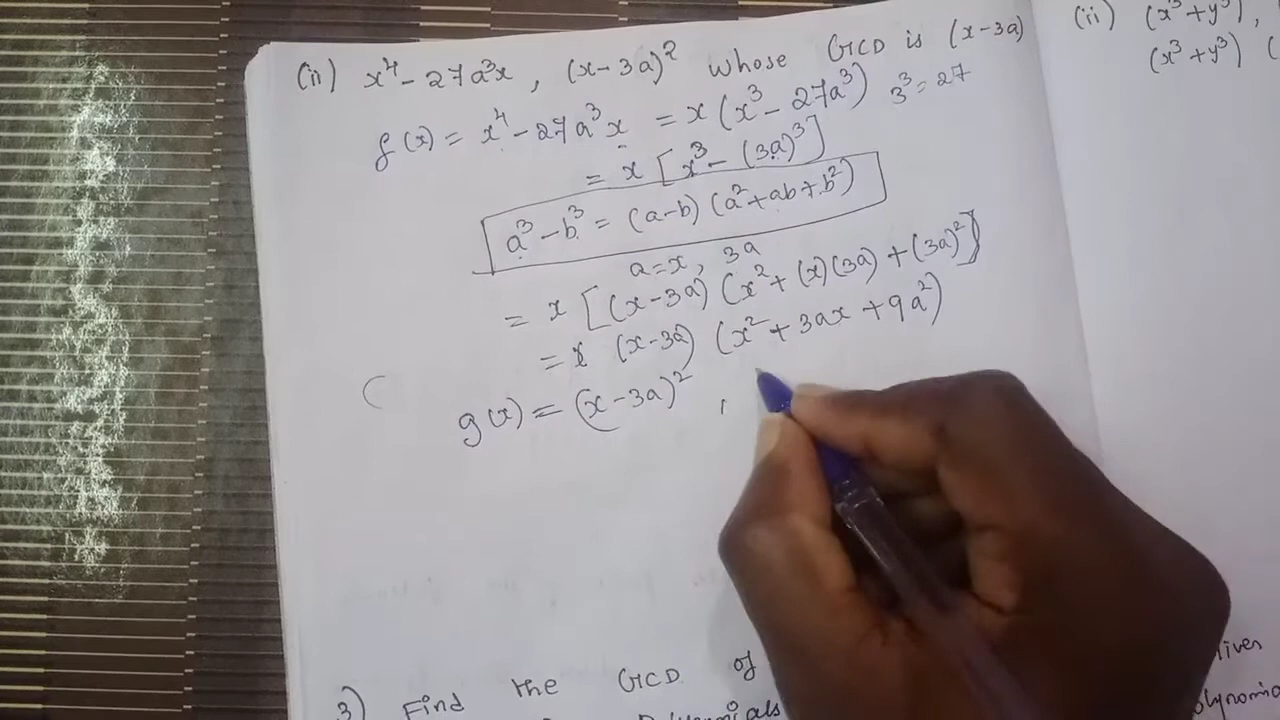 (ii) x⁴ - 27a³x , (x-3a)² whose GCD is (x-3a)
f(x) = x⁴ - 27a³x = x(x³ - 27a³) 3³ = 27
= x [x³ - (3a)³]
a³ - b³ = (a-b) (a² + ab + b²)
a = x , 3a
= x [(x-3a) (x² + (x)(3a) + (3a)²]
= x (x-3a) (x² + 3ax + 9a²)
g(x) = (x-3a)² ,
(
3) Find the GCD of
(ii) (x³+y³),
(x³+y³) (